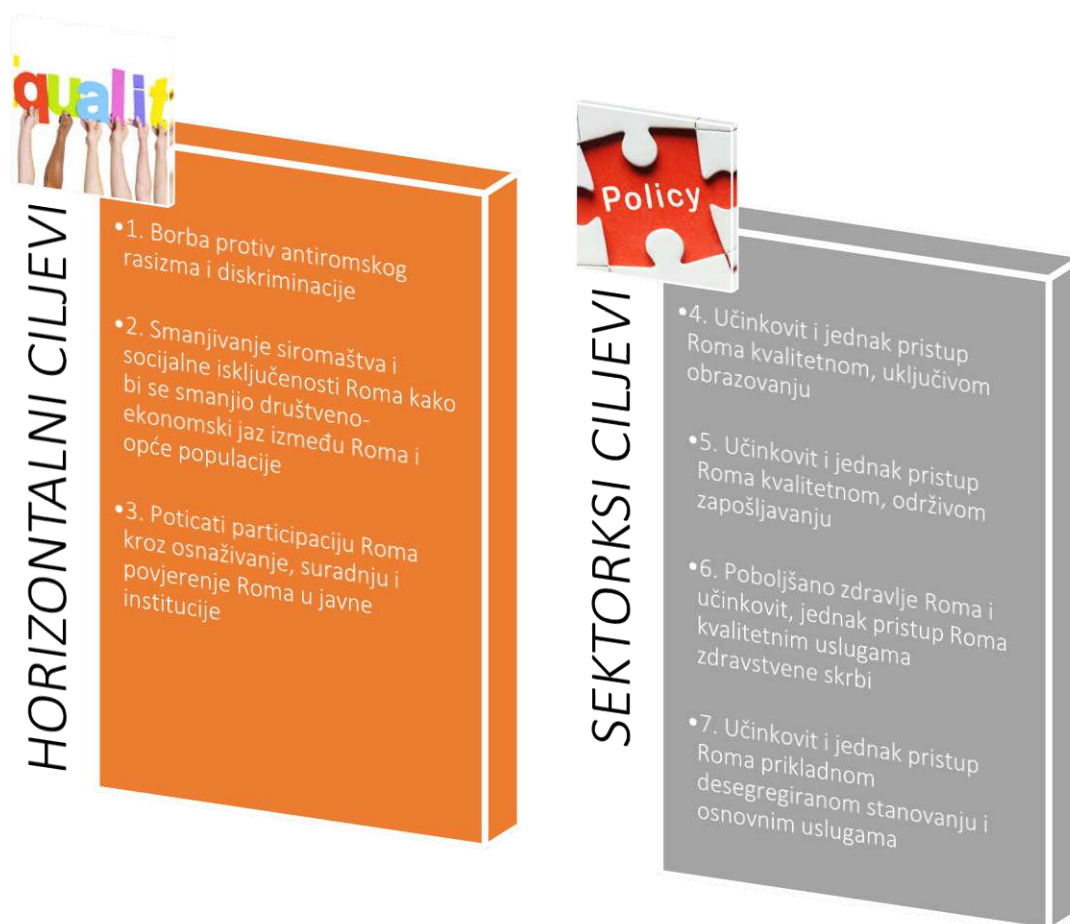 qualit
HORIZONTALNI CILJEVI
•1. Borba protiv antiromskog
rasizma i diskriminacije
•2. Smanjivanje siromaštva i
socijalne isključenosti Roma kako
bi se smanjio društveno-
ekonomski jaz između Roma i
opće populacije
•3. Poticati participaciju Roma
kroz osnaživanje, suradnju i
povjerenje Roma u javne
institucije
Policy
SEKTORKSI CILJEVI
•4. Učinkovit i jednak pristup
Roma kvalitetnom, uključivom
obrazovanju
•5. Učinkovit i jednak pristup
Roma kvalitetnom, održivom
zapošljavanju
•6. Poboljšano zdravlje Roma i
učinkovit, jednak pristup Roma
kvalitetnim uslugama
zdravstvene skrbi
•7. Učinkovit i jednak pristup
Roma prikladnom
desegregiranom stanovanju i
osnovnim uslugama